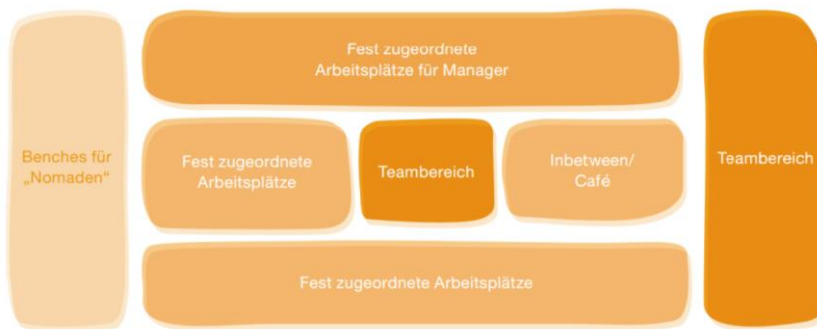 Fest zugeordnete
Arbeitsplätze für Manager
Benches für
„Nomaden“
Fest zugeordnete
Arbeitsplätze
Teambereich
Inbetween/
Café
Teambereich
Fest zugeordnete Arbeitsplätze